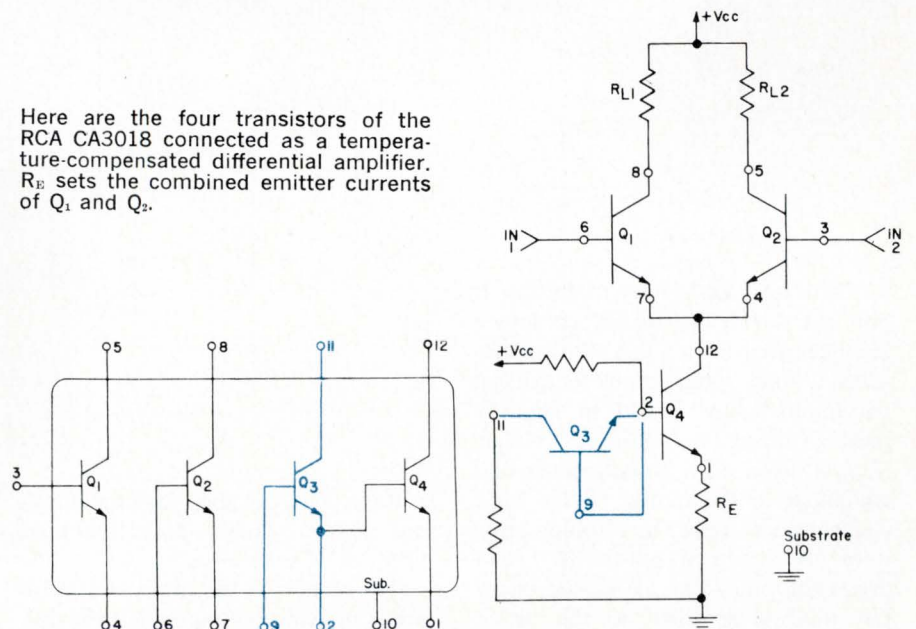 Here are the four transistors of the
RCA CA3018 connected as a tempera-
ture-compensated differential amplifier.
RE sets the combined emitter currents
of Q1 and Q2.
+Vcc
RL1
RL2
8
5
IN
1
6
Q1
Q2
3
IN
2
7
4
12
+Vcc
2
Q4
11
Q3
9
1
RE
Substrate
10
5
8
11
12
3
Q1
Q2
Q3
Q4
Sub.
4
6
7
9
2
10
1